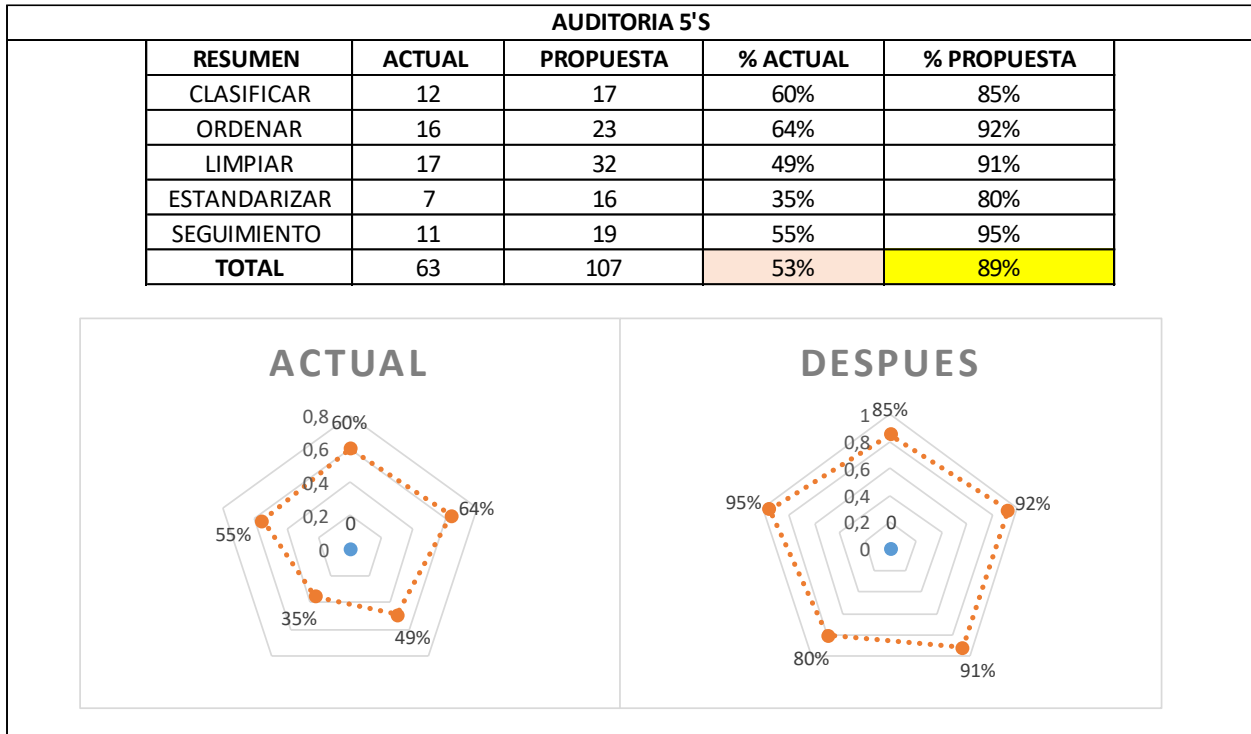 AUDITORIA 5'S
RESUMEN ACTUAL PROPUESTA % ACTUAL % PROPUESTA
CLASIFICAR 12 17 60% 85%
ORDENAR 16 23 64% 92%
LIMPIAR 17 32 49% 91%
ESTANDARIZAR 7 16 35% 80%
SEGUIMIENTO 11 19 55% 95%
TOTAL 63 107 53% 89%
ACTUAL
0,8 60%
0,6
0,4
64%
0,2
0
55%
0
35%
49%
DESPUES
1 85%
0,8
0,6
0,4
95%
92%
0,2 0
0
80%
91%